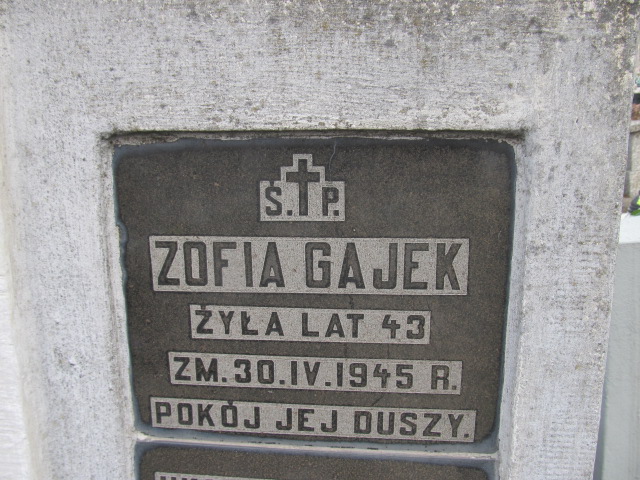 Ś.P.
ZOFIA GAJEK
ŻYŁA LAT 43
ZM. 30.IV.1945 R.
POKÓJ JEJ DUSZY.